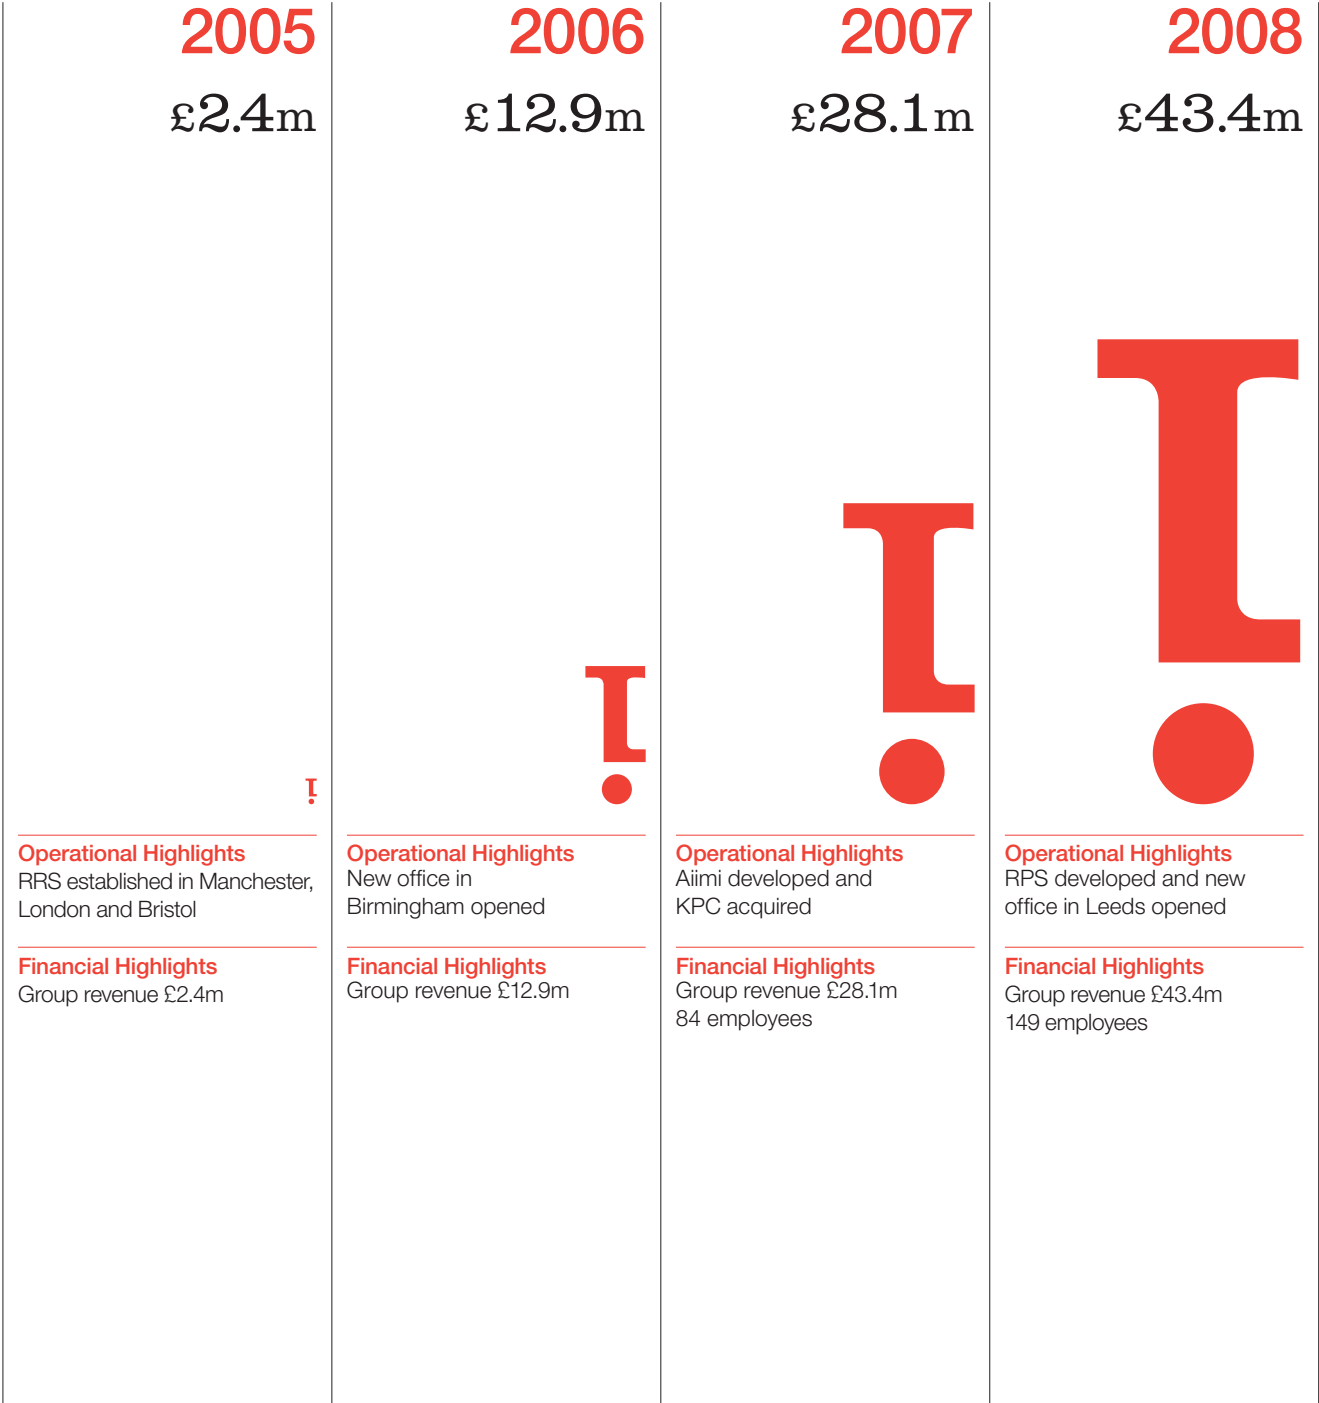 2005
£2.4m
i
Operational Highlights
RRS established in Manchester,
London and Bristol
Financial Highlights
Group revenue £2.4m
2006
£12.9m
i
Operational Highlights
New office in
Birmingham opened
Financial Highlights
Group revenue £12.9m
2007
£28.1m
i
Operational Highlights
Aiimi developed and
KPC acquired
Financial Highlights
Group revenue £28.1m
84 employees
2008
£43.4m
i
Operational Highlights
RPS developed and new
office in Leeds opened
Financial Highlights
Group revenue £43.4m
149 employees